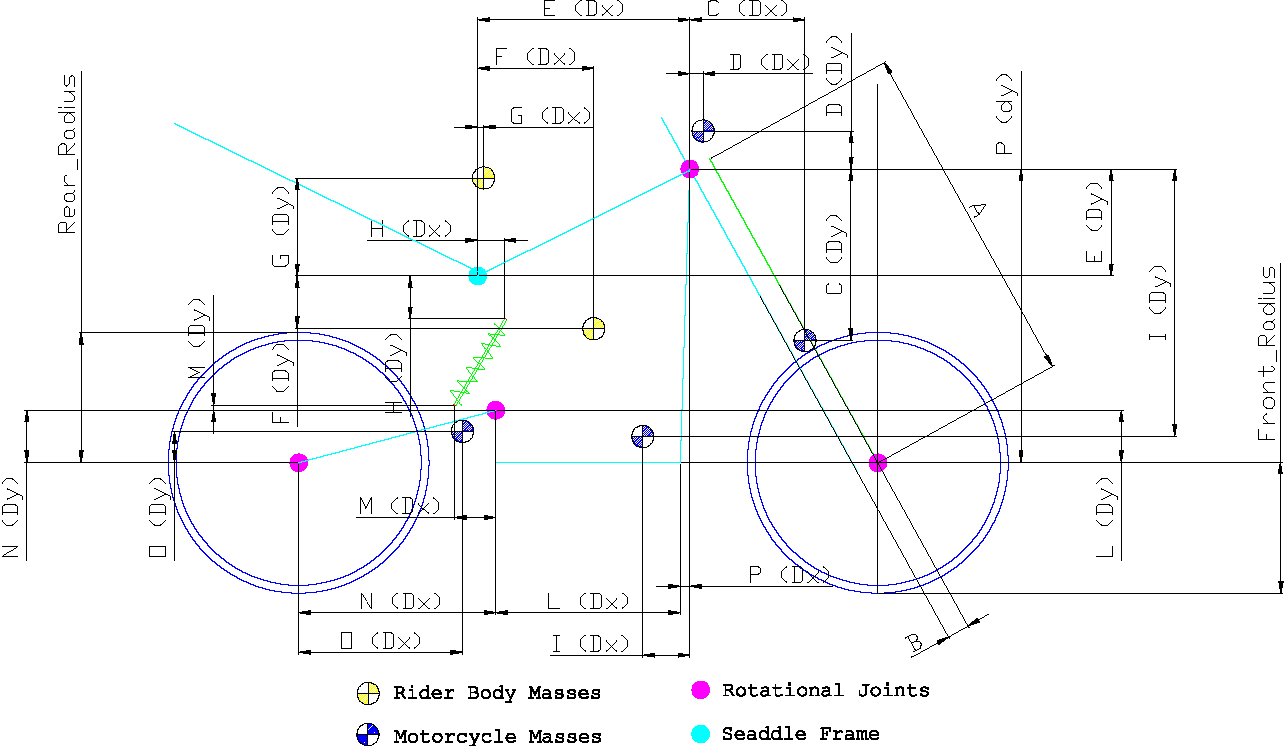 E (Dx)
C (Dx)
F (Dx)
D (Dx)
D (Dy)
G (Dx)
Rear_Radius
P (dy)
A
G (Dy)
H (Dx)
C (Dy)
E (Dy)
I (Dy)
Front_Radius
M (Dy)
F (Dy)
H (Dy)
N (Dy)
O (Dy)
M (Dx)
L (Dy)
P (Dx)
N (Dx)
L (Dx)
O (Dx)
I (Dx)
B
Rider Body Masses
Rotational Joints
Motorcycle Masses
Seaddle Frame